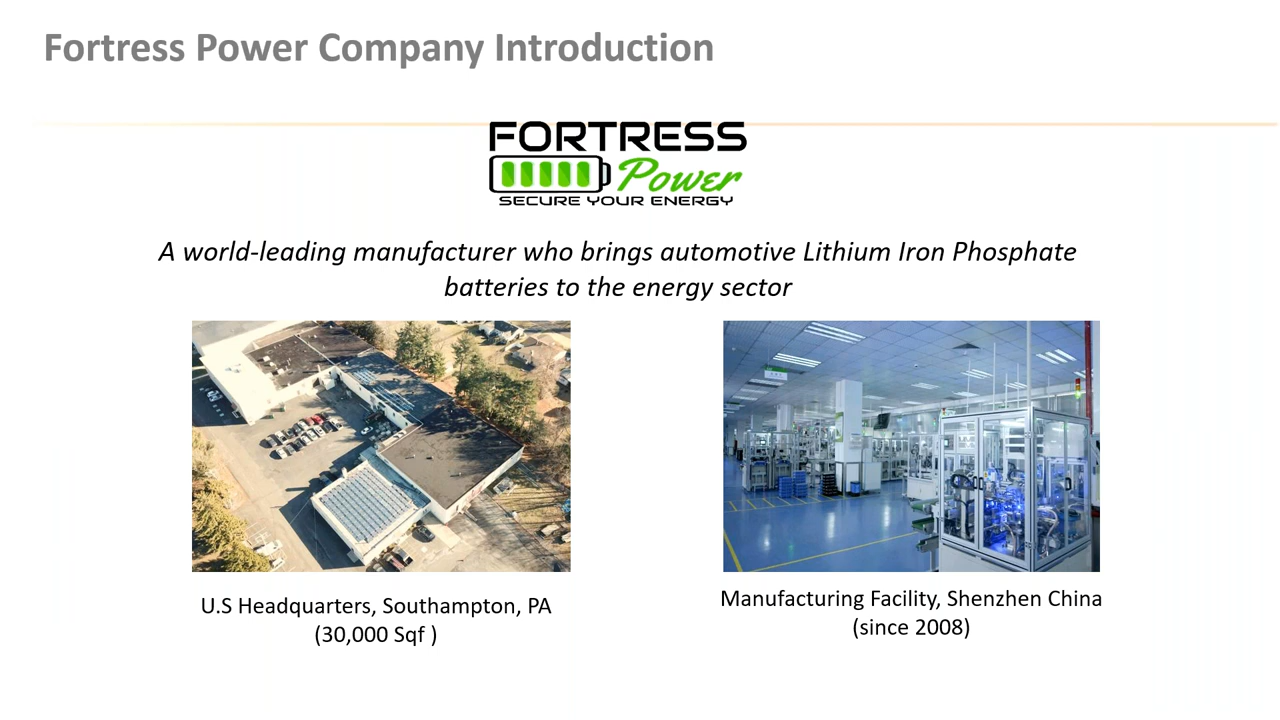 Fortress Power Company Introduction
FORTRESS
Power
SECURE YOUR ENERGY
A world-leading manufacturer who brings automotive Lithium Iron Phosphate
batteries to the energy sector
U.S Headquarters, Southampton, PA
(30,000 Sqf )
Manufacturing Facility, Shenzhen China
(since 2008)